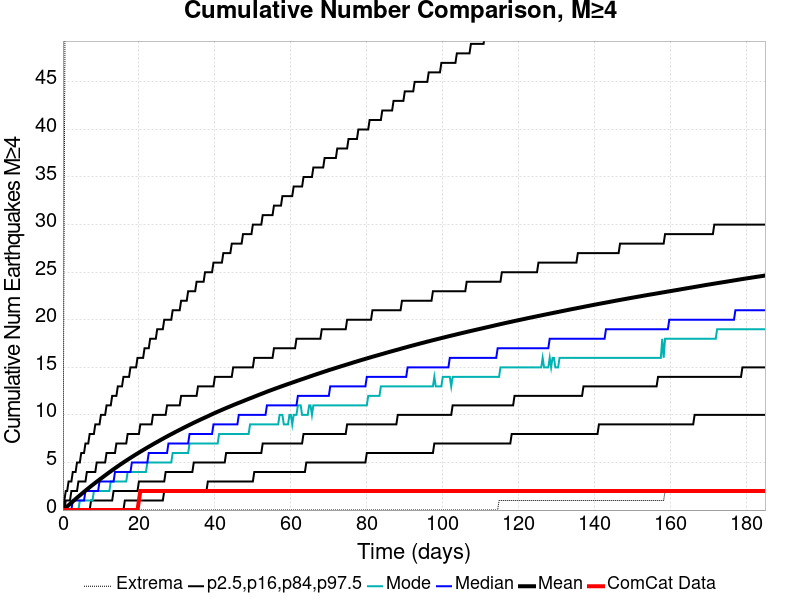 Cumulative Number Comparison, M≥4
Cumulative Num Earthquakes M≥4
45
40
35
30
25
20
15
10
5
0
0 20 40 60 80 100 120 140 160 180
Time (days)
Extrema p2.5,p16,p84,p97.5 Mode Median Mean ComCat Data